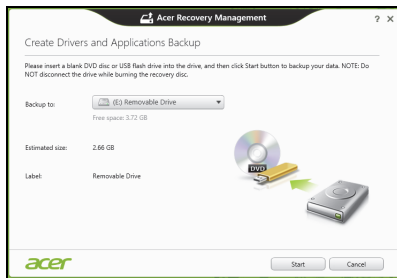 Acer Recovery Management
? ×
Create Drivers and Applications Backup
Please insert a blank DVD disc or USB flash drive into the drive, and then click Start button to backup your data. NOTE: Do
NOT disconnect the drive while burning the recovery disc.
Backup to:
(E:) Removable Drive
Free space: 3.72 GB
Estimated size:
2.66 GB
Label:
Removable Drive
DVD
acer
Start
Cancel